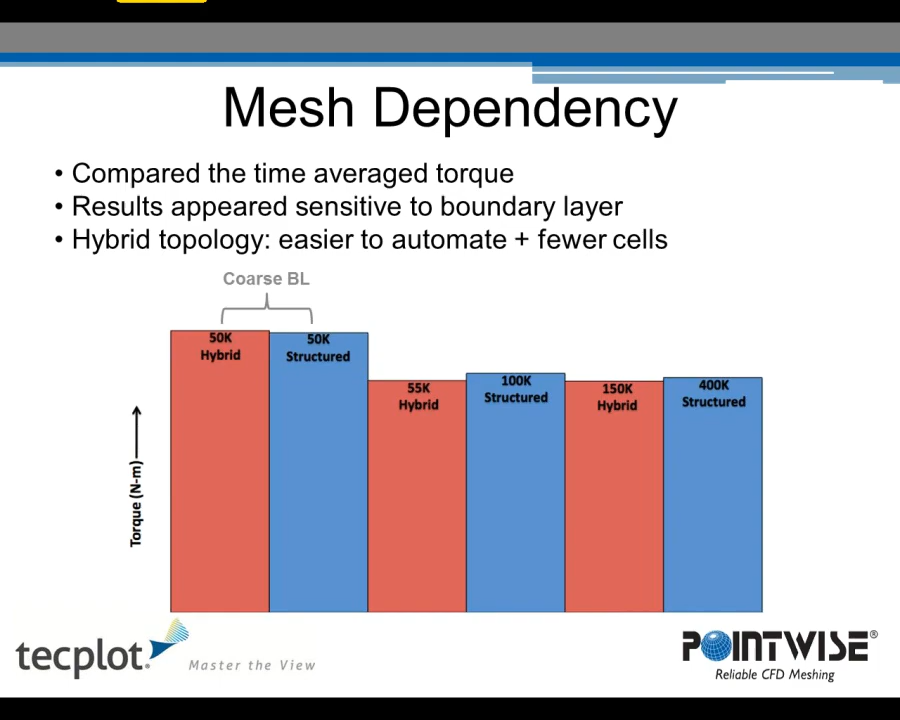 Mesh Dependency
• Compared the time averaged torque
• Results appeared sensitive to boundary layer
• Hybrid topology: easier to automate + fewer cells
Coarse BL
50K
Hybrid
50K
Structured
55K
Hybrid
100K
Structured
150K
Hybrid
400K
Structured
Torque (N-m)
tecplot.
Master the View
POINTWISE®
Reliable CFD Meshing